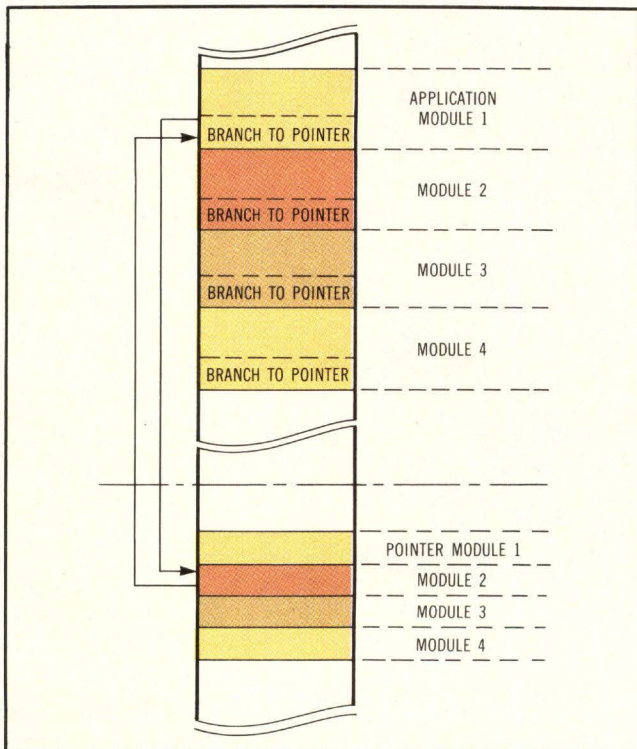 APPLICATION
MODULE 1
BRANCH TO POINTER
MODULE 2
BRANCH TO POINTER
MODULE 3
BRANCH TO POINTER
MODULE 4
BRANCH TO POINTER
POINTER MODULE 1
MODULE 2
MODULE 3
MODULE 4